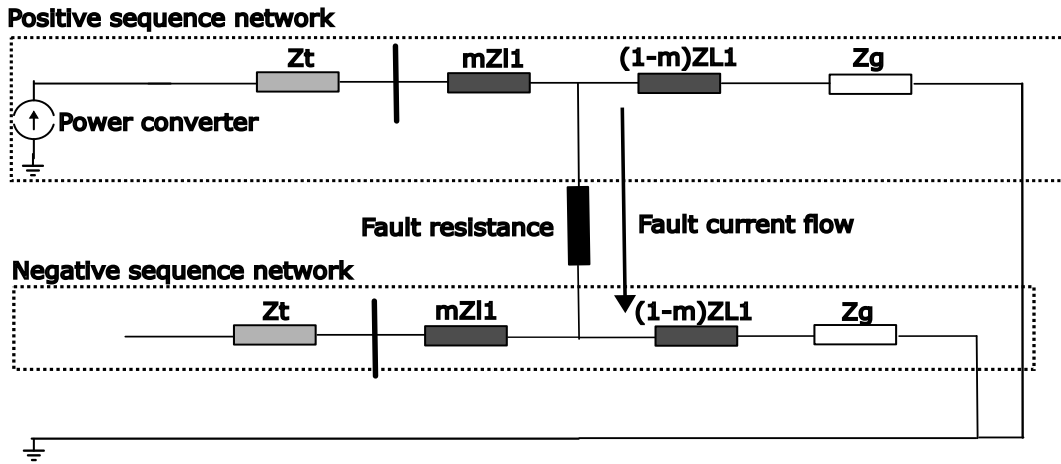 Positive sequence network
Zt
mZl1
(1-m)ZL1
Zg
Power converter
Fault resistance
Fault current flow
Negative sequence network
Zt
mZl1
(1-m)ZL1
Zg